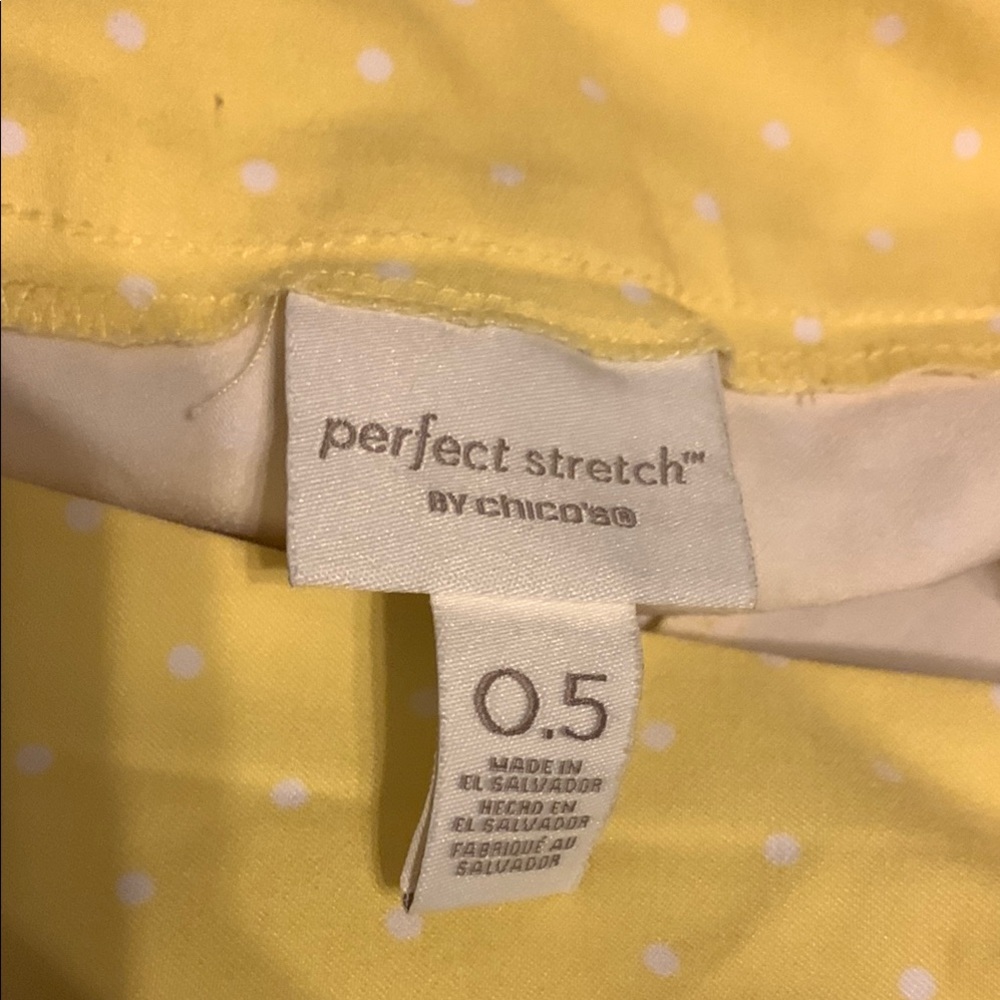 perfect stretch™
BY chico's®
0.5
MADE IN
EL SALVADOR
HECHO EN
EL SALVADOR
FABRIQUÉ AU
SALVADOR